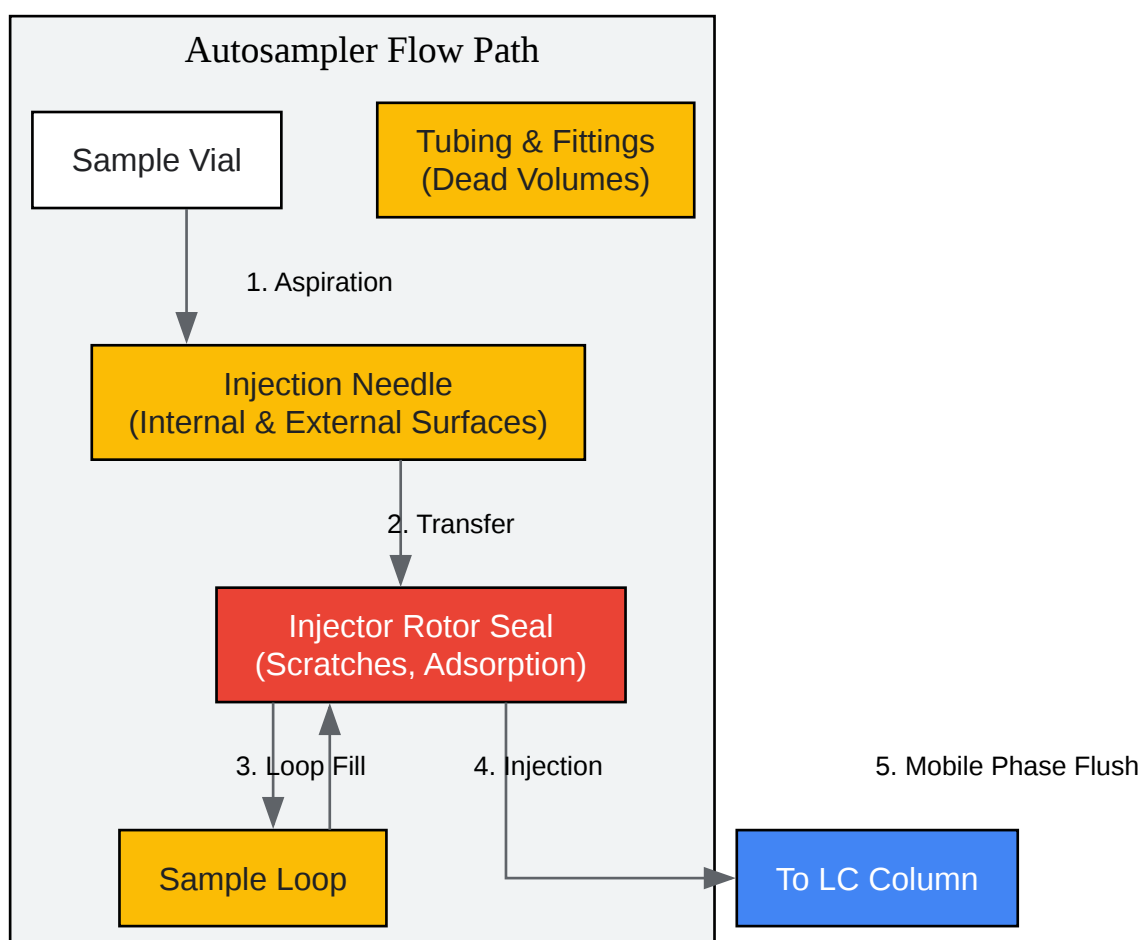 Autosampler Flow Path
Sample Vial
Tubing & Fittings
(Dead Volumes)
1. Aspiration
Injection Needle
(Internal & External Surfaces)
2. Transfer
Injector Rotor Seal
(Scratches, Adsorption)
3. Loop Fill
4. Injection
5. Mobile Phase Flush
Sample Loop
To LC Column